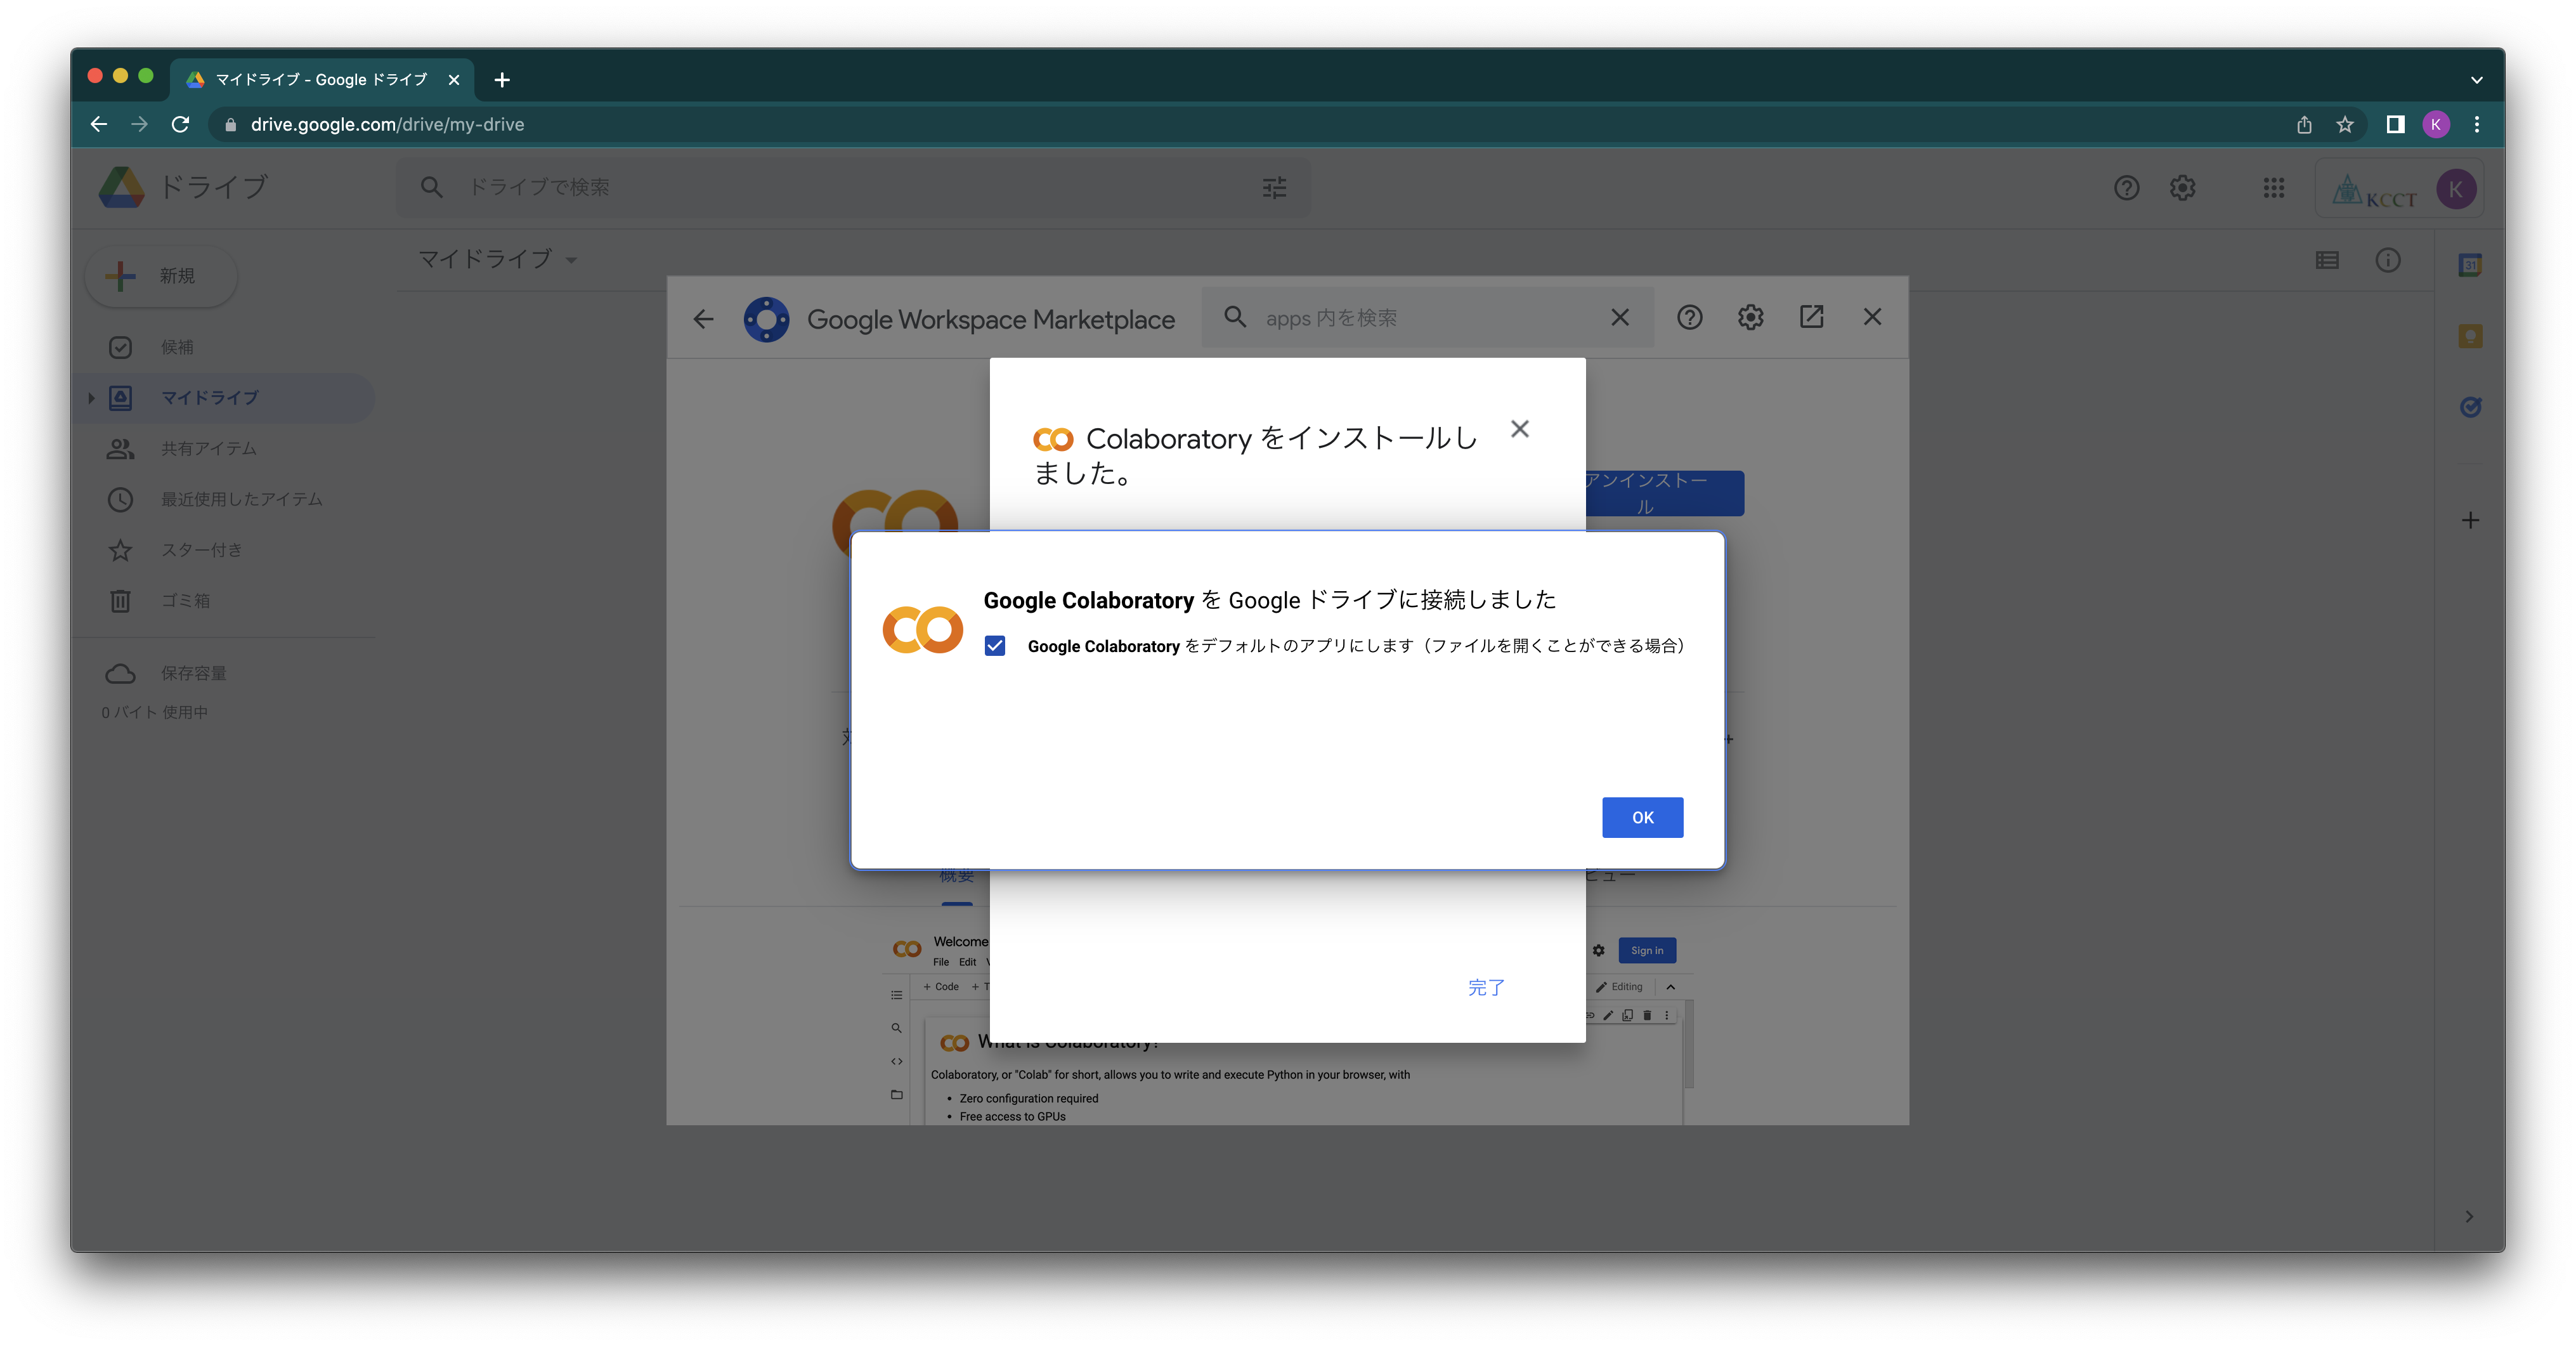 マイドライブ - Google ドライブ
drive.google.com/drive/my-drive
K
ドライブ
ドライブで検索
KCCT
K
新規
マイドライブ
31
候補
マイドライブ
共有アイテム
最近使用したアイテム
スター付き
ゴミ箱
保存容量
0 バイト 使用中
Google Workspace Marketplace
apps 内を検索
Colaboratory をインストールし
ました。
アンインストー
ル
Google Colaboratory を Google ドライブに接続しました
Google Colaboratory をデフォルトのアプリにします（ファイルを開くことができる場合）
OK
概要
ビュー
完了
Welcome
Sign in
File Edit
+ Code + T
Editing
What is Colaboratory?
Colaboratory, or "Colab" for short, allows you to write and execute Python in your browser, with
• Zero configuration required
• Free access to GPUs